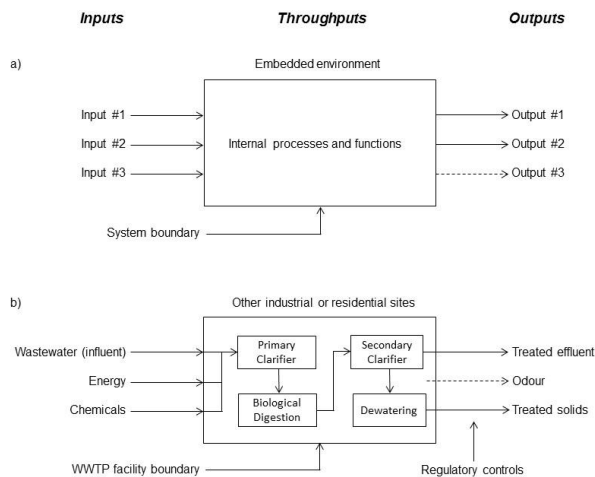 Inputs Throughputs Outputs
a) Embedded environment
Input #1 Output #1
Input #2 Internal processes and functions Output #2
Input #3 Output #3
System boundary
b) Other industrial or residential sites
Wastewater (influent) Primary Clarifier Secondary Clarifier Treated effluent
Energy Odour
Chemicals Biological Digestion Dewatering Treated solids
WWTP facility boundary Regulatory controls